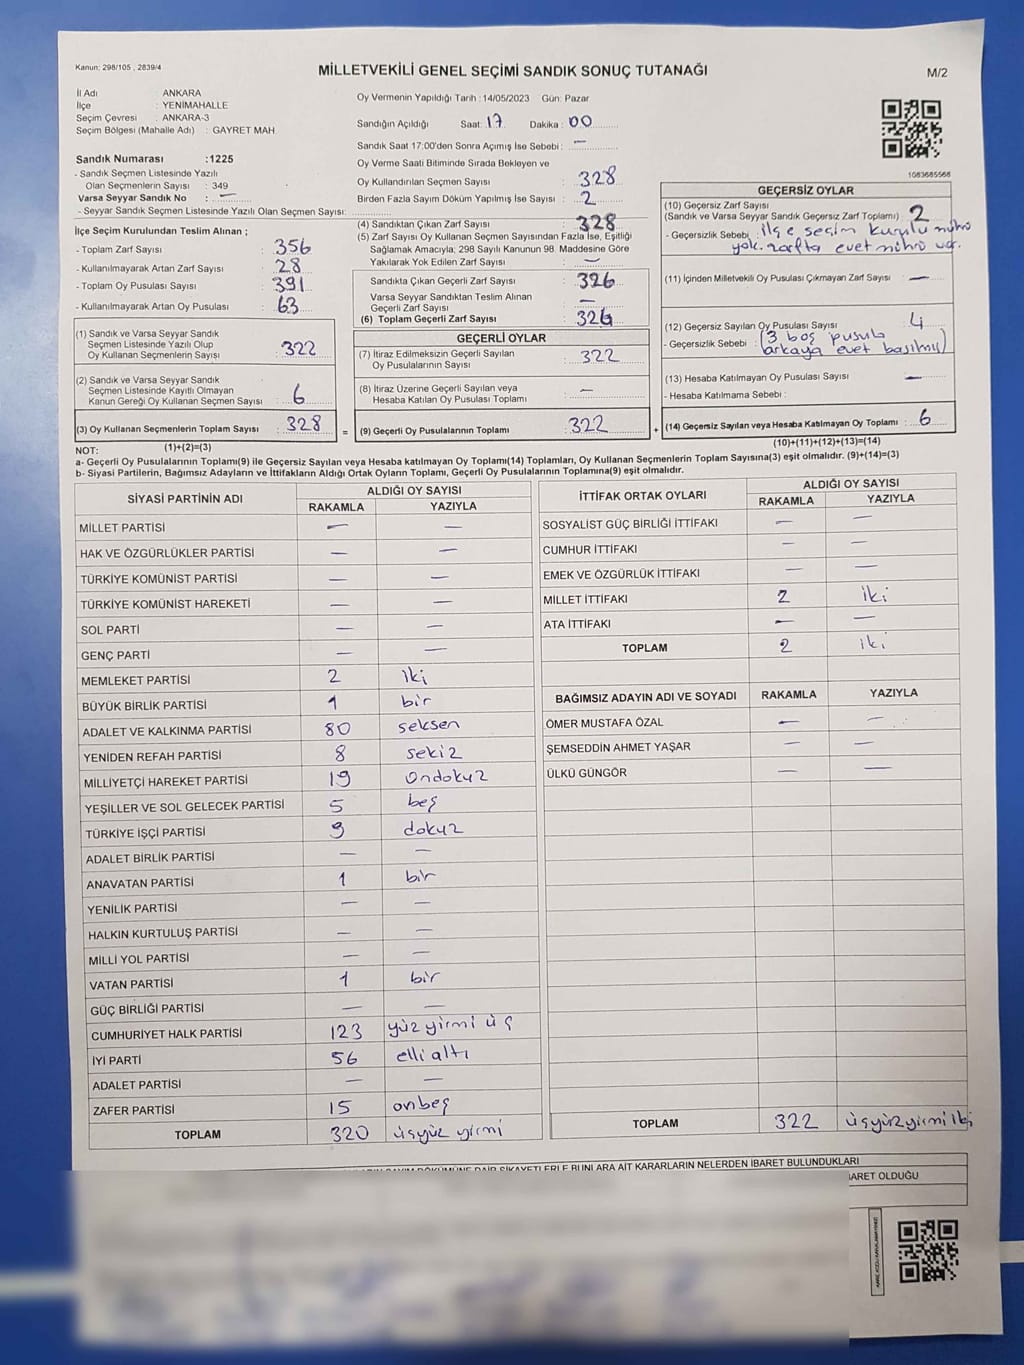 Kanun: 298/105 , 2839/4
MİLLETVEKİLİ GENEL SEÇİMİ SANDIK SONUÇ TUTANAĞI
M/2
İl Adı : ANKARA
İlçe : YENİMAHALLE
Seçim Çevresi : ANKARA-3
Seçim Bölgesi (Mahalle Adı) : GAYRET MAH
Sandık Numarası :1225
- Sandık Seçmen Listesinde Yazılı
Olan Seçmenlerin Sayısı : 349
Varsa Seyyar Sandık No : —
- Seyyar Sandık Seçmen Listesinde Yazılı Olan Seçmen Sayısı:
Oy Vermenin Yapıldığı Tarih :14/05/2023 Gün: Pazar
Sandığın Açıldığı Saat: 17 Dakika : 00
Sandık Saat 17:00'den Sonra Açımış İse Sebebi : —
Oy Verme Saati Bitiminde Sırada Bekleyen ve
Oy Kullandırılan Seçmen Sayısı : 328
Birden Fazla Sayım Döküm Yapılmış İse Sayısı : 2
1083685568
İlçe Seçim Kurulundan Teslim Alınan ;
- Toplam Zarf Sayısı : 356
- Kullanılmayarak Artan Zarf Sayısı : 28
- Toplam Oy Pusulası Sayısı : 391
- Kullanılmayarak Artan Oy Pusulası : 63
(4) Sandıktan Çıkan Zarf Sayısı : 328
(5) Zarf Sayısı Oy Kullanan Seçmen Sayısından Fazla İse, Eşitliği
Sağlamak Amacıyla; 298 Sayılı Kanunun 98. Maddesine Göre
Yakılarak Yok Edilen Zarf Sayısı : —
Sandıkta Çıkan Geçerli Zarf Sayısı : 326
Varsa Seyyar Sandıktan Teslim Alınan
Geçerli Zarf Sayısı : —
(6) Toplam Geçerli Zarf Sayısı : 326
GEÇERSİZ OYLAR
(10) Geçersiz Zarf Sayısı
(Sandık ve Varsa Seyyar Sandık Geçersiz Zarf Toplamı) : 2
- Geçersizlik Sebebi : ilçe seçim kurulu mührü
yok. zarfta evet mührü var.
(11) İçinden Milletvekili Oy Pusulası Çıkmayan Zarf Sayısı : —
(12) Geçersiz Sayılan Oy Pusulası Sayısı : 4
- Geçersizlik Sebebi : (3 boş pusula
arkaya evet basılmış)
(13) Hesaba Katılmayan Oy Pusulası Sayısı : —
- Hesaba Katılmama Sebebi :
(14) Geçersiz Sayılan veya Hesaba Katılmayan Oy Toplamı : 6
(10)+(11)+(12)+(13)=(14)
(1) Sandık ve Varsa Seyyar Sandık
Seçmen Listesinde Yazılı Olup
Oy Kullanan Seçmenlerin Sayısı : 322
(2) Sandık ve Varsa Seyyar Sandık
Seçmen Listesinde Kayıtlı Olmayan
Kanun Gereği Oy Kullanan Seçmen Sayısı : 6
(3) Oy Kullanan Seçmenlerin Toplam Sayısı : 328
=
(1)+(2)=(3)
GEÇERLİ OYLAR
(7) İtiraz Edilmeksizin Geçerli Sayılan
Oy Pusulalarının Sayısı : 322
(8) İtiraz Üzerine Geçerli Sayılan veya
Hesaba Katılan Oy Pusulası Toplamı : —
(9) Geçerli Oy Pusulalarının Toplamı : 322
+
NOT:
a- Geçerli Oy Pusulalarının Toplamı(9) ile Geçersiz Sayılan veya Hesaba katılmayan Oy Toplamı(14) Toplamları, Oy Kullanan Seçmenlerin Toplam Sayısına(3) eşit olmalıdır. (9)+(14)=(3)
b- Siyasi Partilerin, Bağımsız Adayların ve İttifakların Aldığı Ortak Oyların Toplamı, Geçerli Oy Pusulalarının Toplamına(9) eşit olmalıdır.
SİYASİ PARTİNİN ADI ALDIĞI OY SAYISI
RAKAMLA YAZIYLA
MİLLET PARTİSİ — —
HAK VE ÖZGÜRLÜKLER PARTİSİ — —
TÜRKİYE KOMÜNİST PARTİSİ — —
TÜRKİYE KOMÜNİST HAREKETİ — —
SOL PARTİ — —
GENÇ PARTİ — —
MEMLEKET PARTİSİ 2 iki
BÜYÜK BİRLİK PARTİSİ 1 bir
ADALET VE KALKINMA PARTİSİ 80 seksen
YENİDEN REFAH PARTİSİ 8 sekiz
MİLLİYETÇİ HAREKET PARTİSİ 19 ondokuz
YEŞİLLER VE SOL GELECEK PARTİSİ 5 beş
TÜRKİYE İŞÇİ PARTİSİ 9 dokuz
ADALET BİRLİK PARTİSİ — —
ANAVATAN PARTİSİ 1 bir
YENİLİK PARTİSİ — —
HALKIN KURTULUŞ PARTİSİ — —
MİLLİ YOL PARTİSİ — —
VATAN PARTİSİ 1 bir
GÜÇ BİRLİĞİ PARTİSİ — —
CUMHURİYET HALK PARTİSİ 123 yüz yirmi üç
İYİ PARTİ 56 elli altı
ADALET PARTİSİ — —
ZAFER PARTİSİ 15 onbeş
TOPLAM 320 üçyüz yirmi
İTTİFAK ORTAK OYLARI ALDIĞI OY SAYISI
RAKAMLA YAZIYLA
SOSYALİST GÜÇ BİRLİĞİ İTTİFAKI — —
CUMHUR İTTİFAKI — —
EMEK VE ÖZGÜRLÜK İTTİFAKI — —
MİLLET İTTİFAKI 2 iki
ATA İTTİFAKI — —
TOPLAM 2 iki
BAĞIMSIZ ADAYIN ADI VE SOYADI RAKAMLA YAZIYLA
ÖMER MUSTAFA ÖZAL — —
ŞEMSEDDİN AHMET YAŞAR — —
ÜLKÜ GÜNGÖR — —
TOPLAM 322 üçyüzyirmi iki
SAYIM DÖKÜMÜNE DAİR ŞİKAYETLERLE BUNLARA AİT KARARLARIN NELERDEN İBARET BULUNDUKLARI
İBARET OLDUĞU